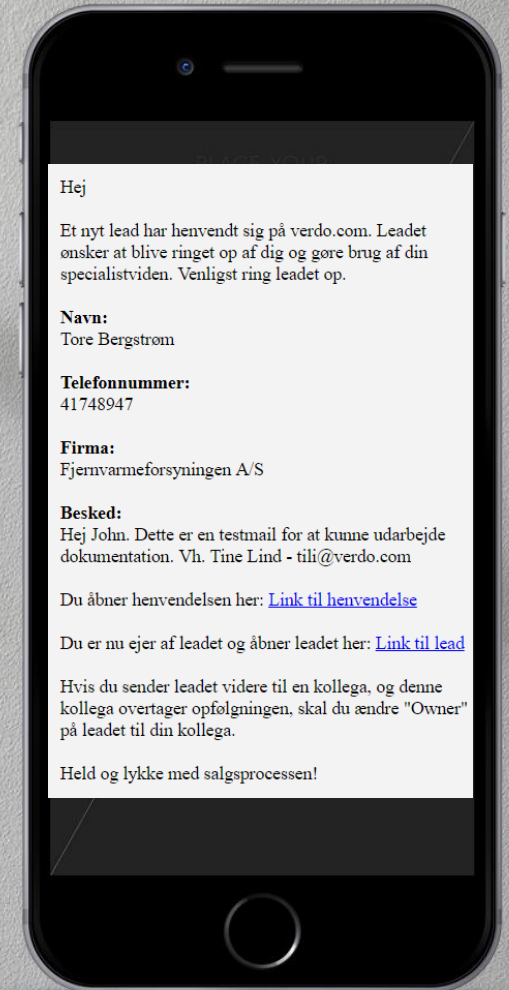 PLACE YOUR
Hej
Et nyt lead har henvendt sig på verdo.com. Leadet
ønsker at blive ringet op af dig og gøre brug af din
specialistviden. Venligst ring leadet op.
Navn:
Tore Bergstrøm
Telefonnummer:
41748947
Firma:
Fjernvarmeforsyningen A/S
Besked:
Hej John. Dette er en testmail for at kunne udarbejde
dokumentation. Vh. Tine Lind - tili@verdo.com
Du åbner henvendelsen her: Link til henvendelse
Du er nu ejer af leadet og åbner leadet her: Link til lead
Hvis du sender leadet videre til en kollega, og denne
kollega overtager opfølgningen, skal du ændre "Owner"
på leadet til din kollega.
Held og lykke med salgsprocessen!